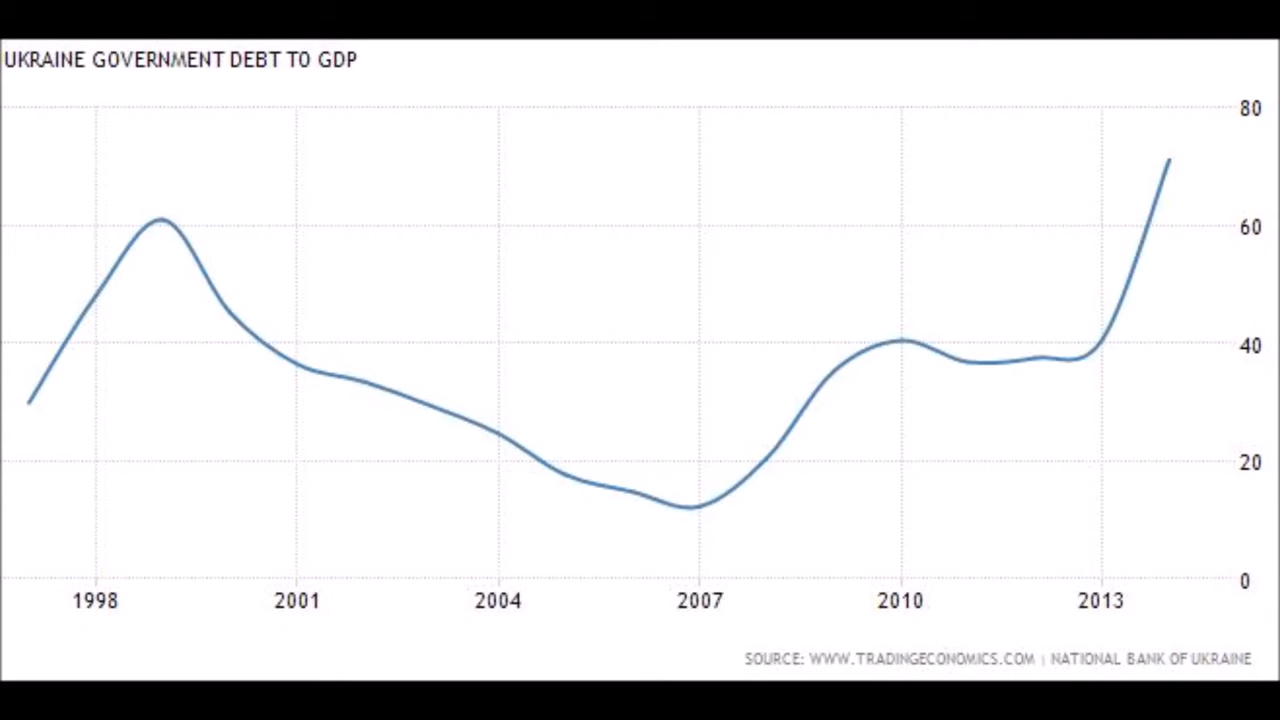 UKRAINE GOVERNMENT DEBT TO GDP
80
60
40
20
0
1998 2001 2004 2007 2010 2013
SOURCE: WWW.TRADINGECONOMICS.COM | NATIONAL BANK OF UKRAINE